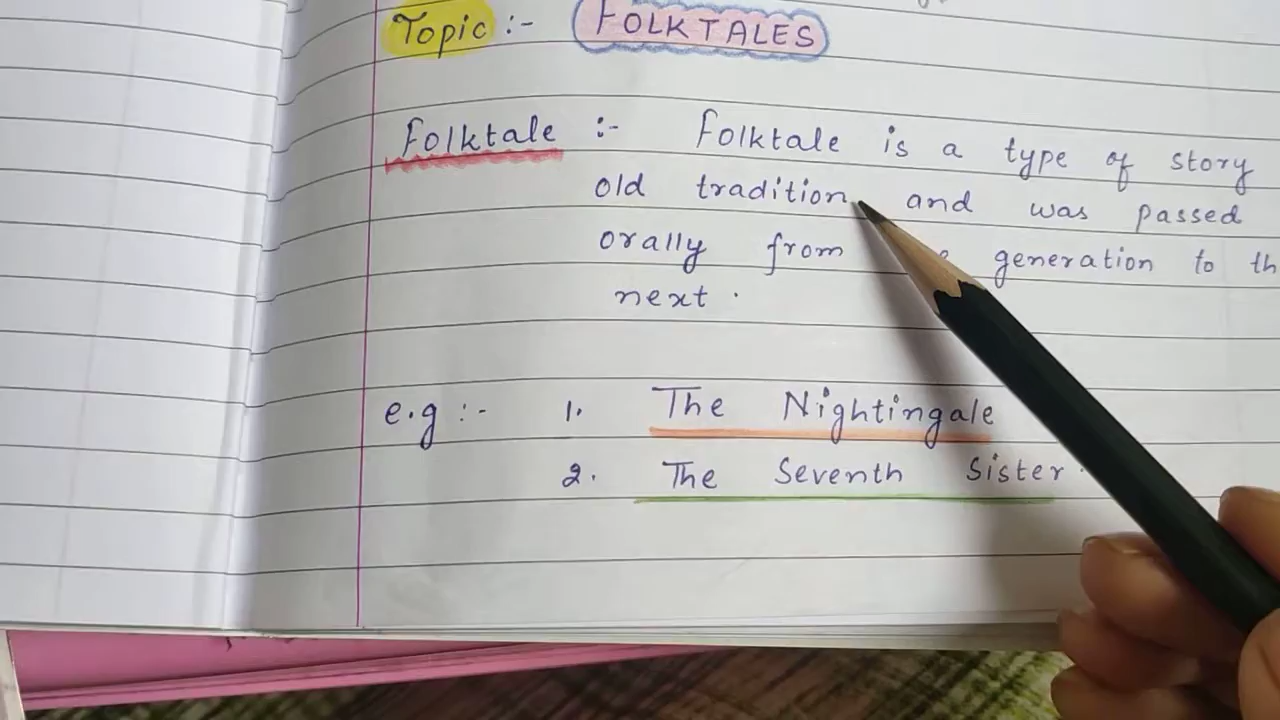 Topic :- FOLKTALES
Folktale :- Folktale is a type of story
old tradition and was passed
orally from generation to th
next .
e.g :- 1. The Nightingale
2. The Seventh Sister.